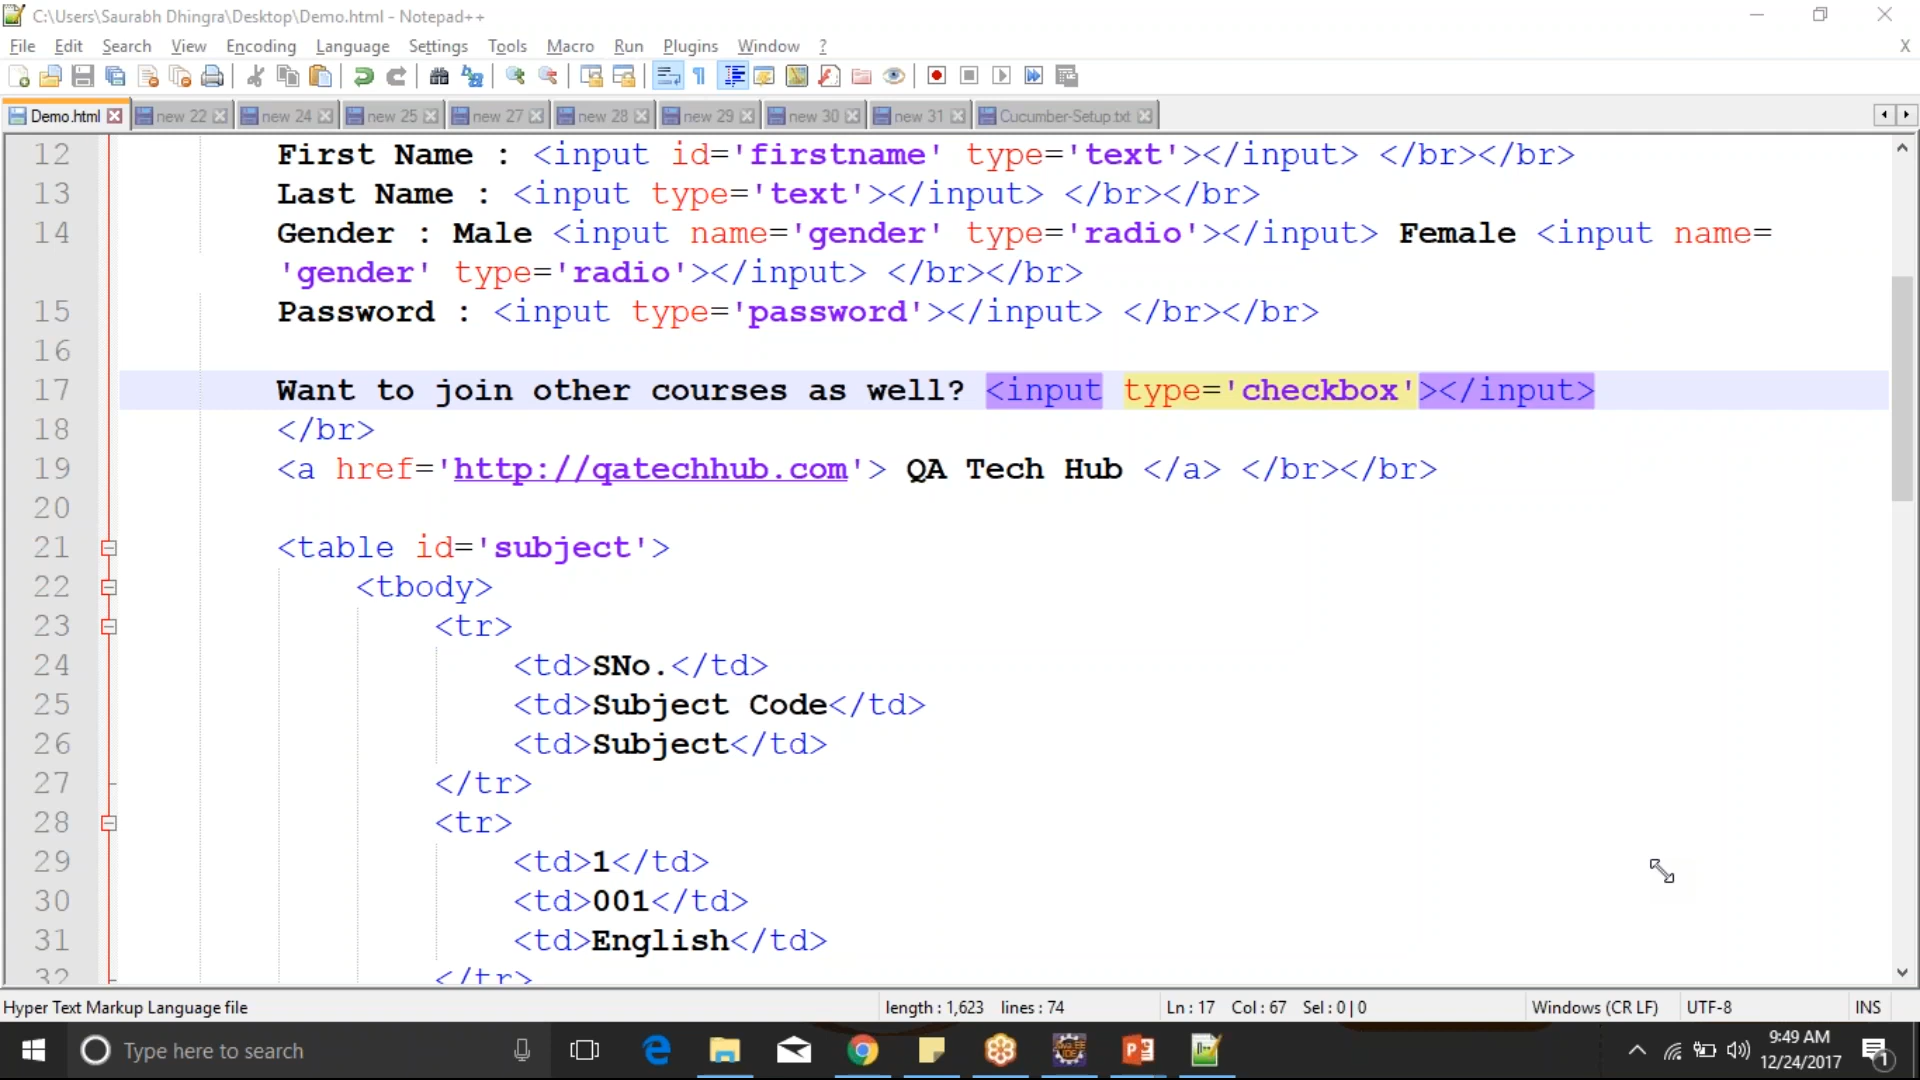 C:\Users\Saurabh Dhingra\Desktop\Demo.html - Notepad++
File Edit Search View Encoding Language Settings Tools Macro Run Plugins Window ? X
Demo.html new 22 new 24 new 25 new 27 new 28 new 29 new 30 new 31 Cucumber-Setup.txt
12 First Name : <input id='firstname' type='text'></input> </br></br>
13 Last Name : <input type='text'></input> </br></br>
14 Gender : Male <input name='gender' type='radio'></input> Female <input name=
'gender' type='radio'></input> </br></br>
15 Password : <input type='password'></input> </br></br>
16
17 Want to join other courses as well? <input type='checkbox'></input>
18 </br>
19 <a href='http://qatechhub.com'> QA Tech Hub </a> </br></br>
20
21 <table id='subject'>
22 <tbody>
23 <tr>
24 <td>SNo.</td>
25 <td>Subject Code</td>
26 <td>Subject</td>
27 </tr>
28 <tr>
29 <td>1</td>
30 <td>001</td>
31 <td>English</td>
32 </tr>
Hyper Text Markup Language file length : 1,623 lines : 74 Ln : 17 Col : 67 Sel : 0 | 0 Windows (CR LF) UTF-8 INS
Type here to search
9:49 AM
12/24/2017
1